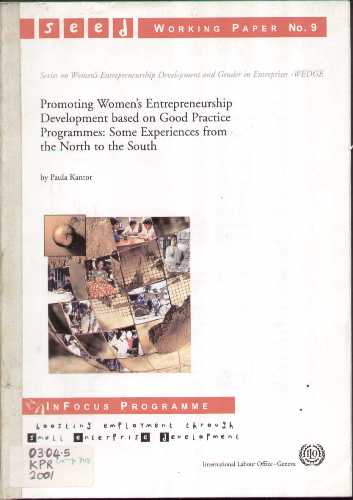 seed WORKING PAPER NO. 9
Series on Women's Entrepreneurship Development and Gender in Enterprises -WEDGE
Promoting Women's Entrepreneurship
Development based on Good Practice
Programmes: Some Experiences from
the North to the South
by Paula Kantor
INFOCUS PROGRAMME
boosting employment through
small enterprise development
0304·5
KPR
2001
International Labour Office · Geneva